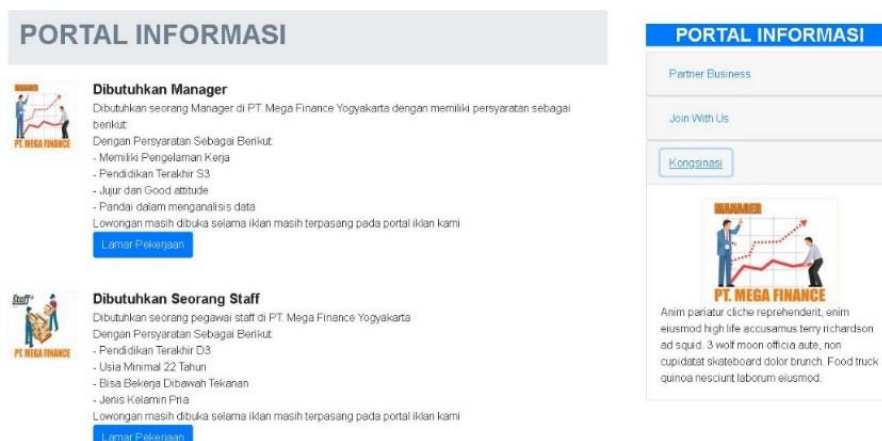 PORTAL INFORMASI
MANAGER
PT. MEGA FINANCE
Dibutuhkan Manager
Dibutuhkan seorang Manager di PT. Mega Finance Yogyakarta dengan memiliki persyaratan sebagai
berikut:
Dengan Persyaratan Sebagai Berikut:
- Memiliki Pengelaman Kerja
- Pendidikan Terakhir S3
- Jujur dan Good attitude
- Pandai dalam menganalisis data
Lowongan masih dibuka selama iklan masih terpasang pada portal iklan kami
Lamar Pekerjaan
Staff+
PT. MEGA FINANCE
Dibutuhkan Seorang Staff
Dibutuhkan seorang pegawai staff di PT. Mega Finance Yogyakarta
Dengan Persyaratan Sebagai Berikut:
- Pendidikan Terakhir D3
- Usia Minimal 22 Tahun
- Bisa Bekerja Dibawah Tekanan
- Jenis Kelamin Pria
Lowongan masih dibuka selama iklan masih terpasang pada portal iklan kami
Lamar Pekerjaan
PORTAL INFORMASI
Partner Business
Join With Us
Kongsinasi
MANAGER
PT. MEGA FINANCE
Anim pariatur cliche reprehenderit, enim
eiusmod high life accusamus terry richardson
ad squid. 3 wolf moon officia aute, non
cupidatat skateboard dolor brunch. Food truck
quinoa nesciunt laborum eiusmod.